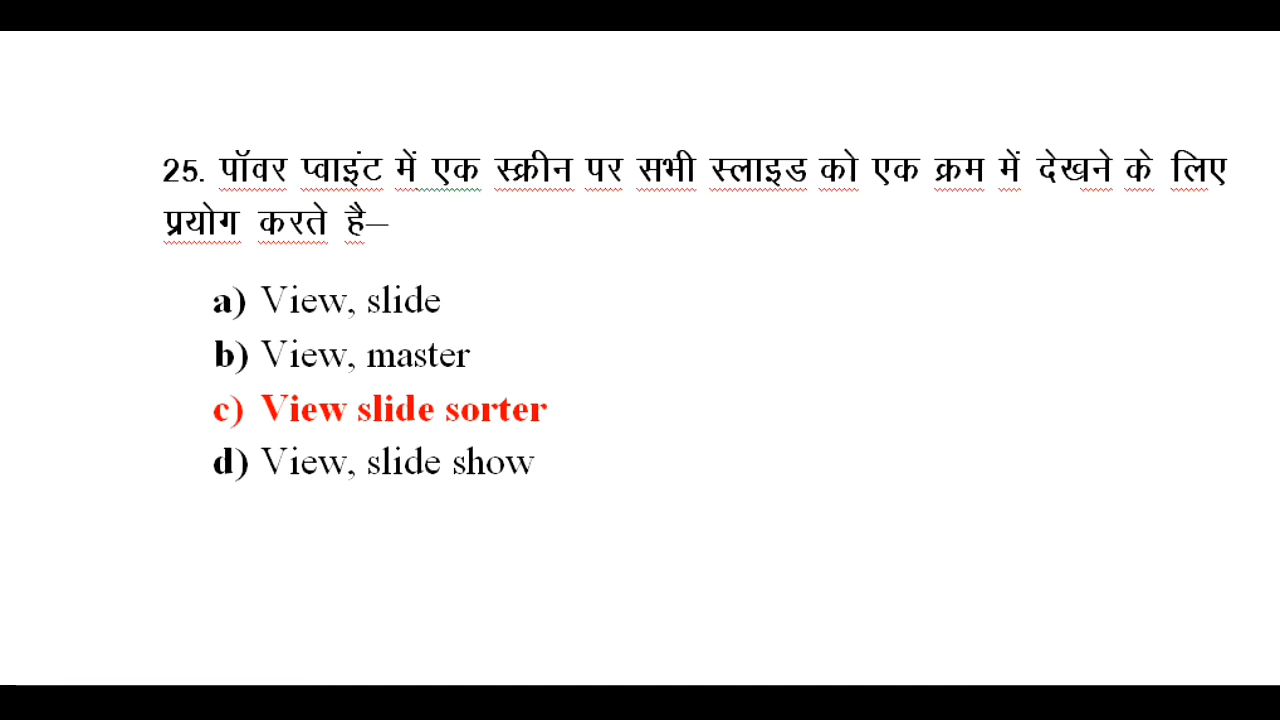 25. पॉवर प्वाइंट में एक स्क्रीन पर सभी स्लाइड को एक क्रम में देखने के लिए
प्रयोग करते है–
a) View, slide
b) View, master
c) View slide sorter
d) View, slide show